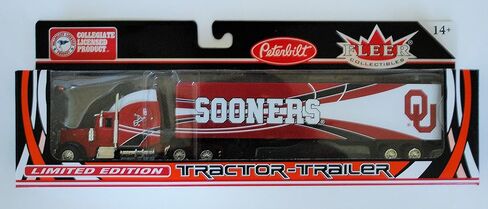 COLLEGIATE
LICENSED
PRODUCT
Peterbilt
FLEER
COLLECTIBLES
14+
SOONERS
OU
LIMITED EDITION
TRACTOR-TRAILER